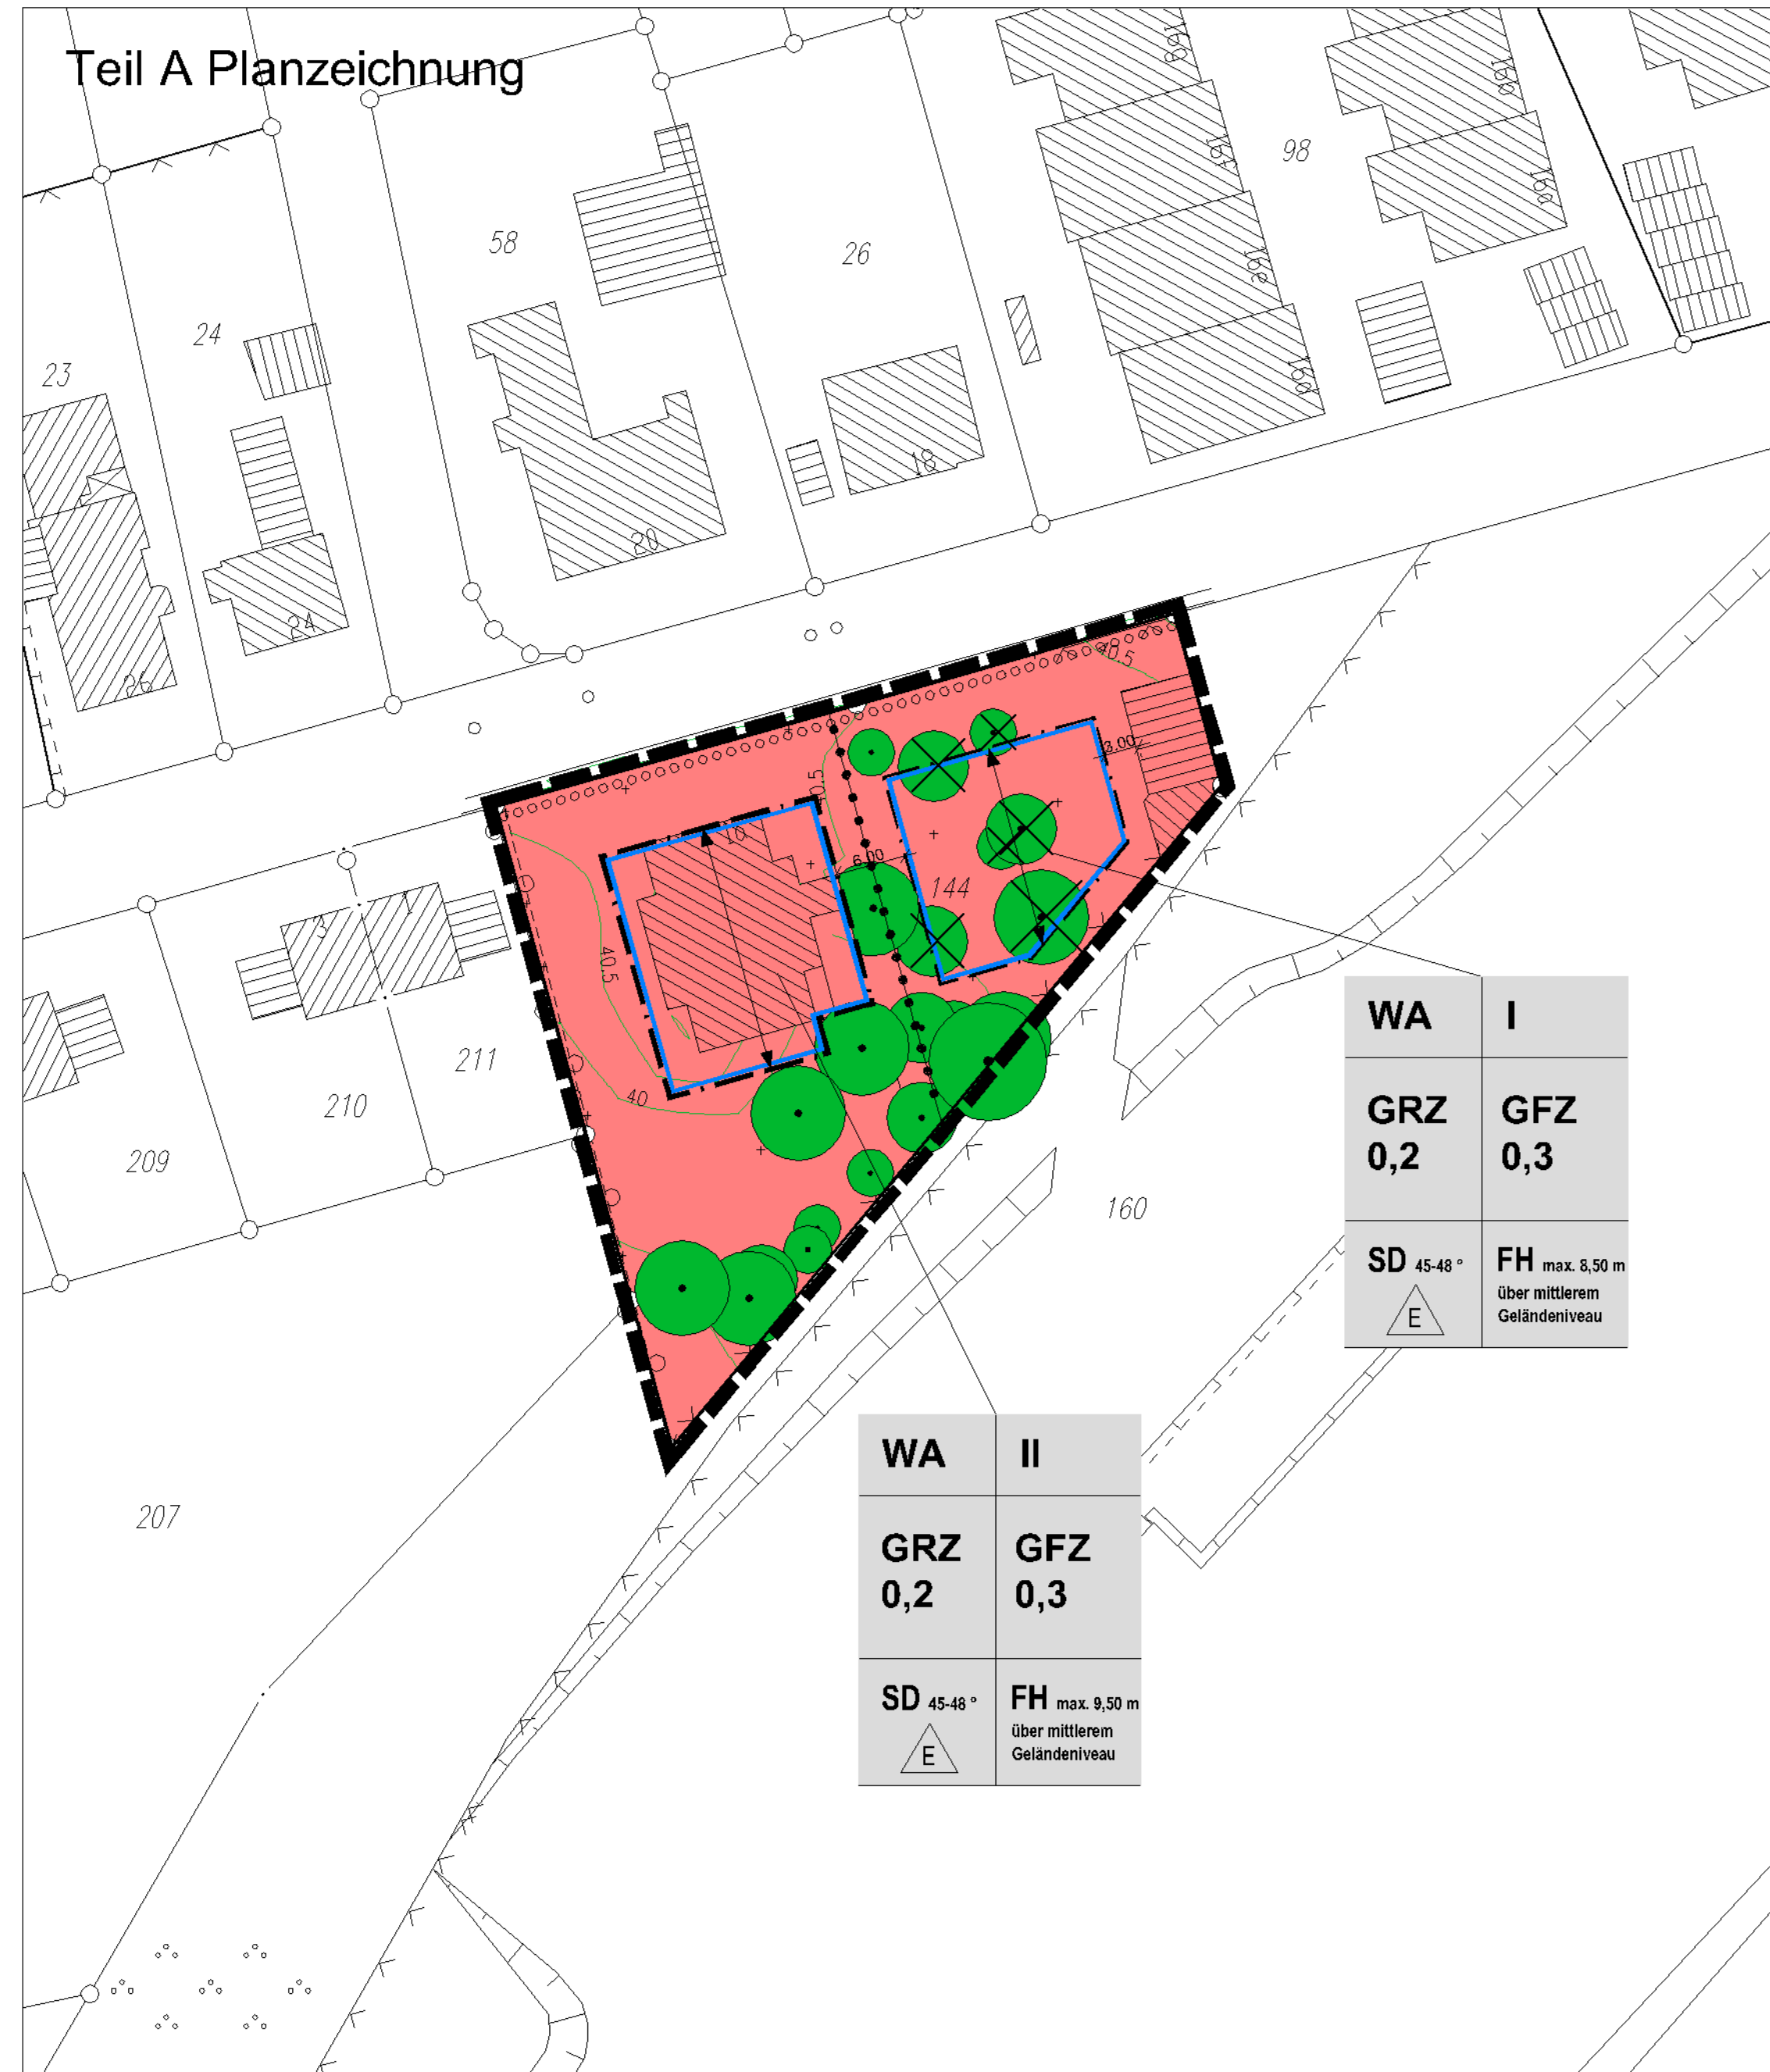 Teil A Planzeichnung
98
58
26
24
23
18
20
24
26
40.5
3.00
40.5
10
6.00
144
3
1
40.5
40
211
210
209
160
207
WA I
GRZ GFZ
0,2 0,3
SD 45-48 ° FH max. 8,50 m
über mittlerem
Geländeniveau
E
WA II
GRZ GFZ
0,2 0,3
SD 45-48 ° FH max. 9,50 m
über mittlerem
Geländeniveau
E